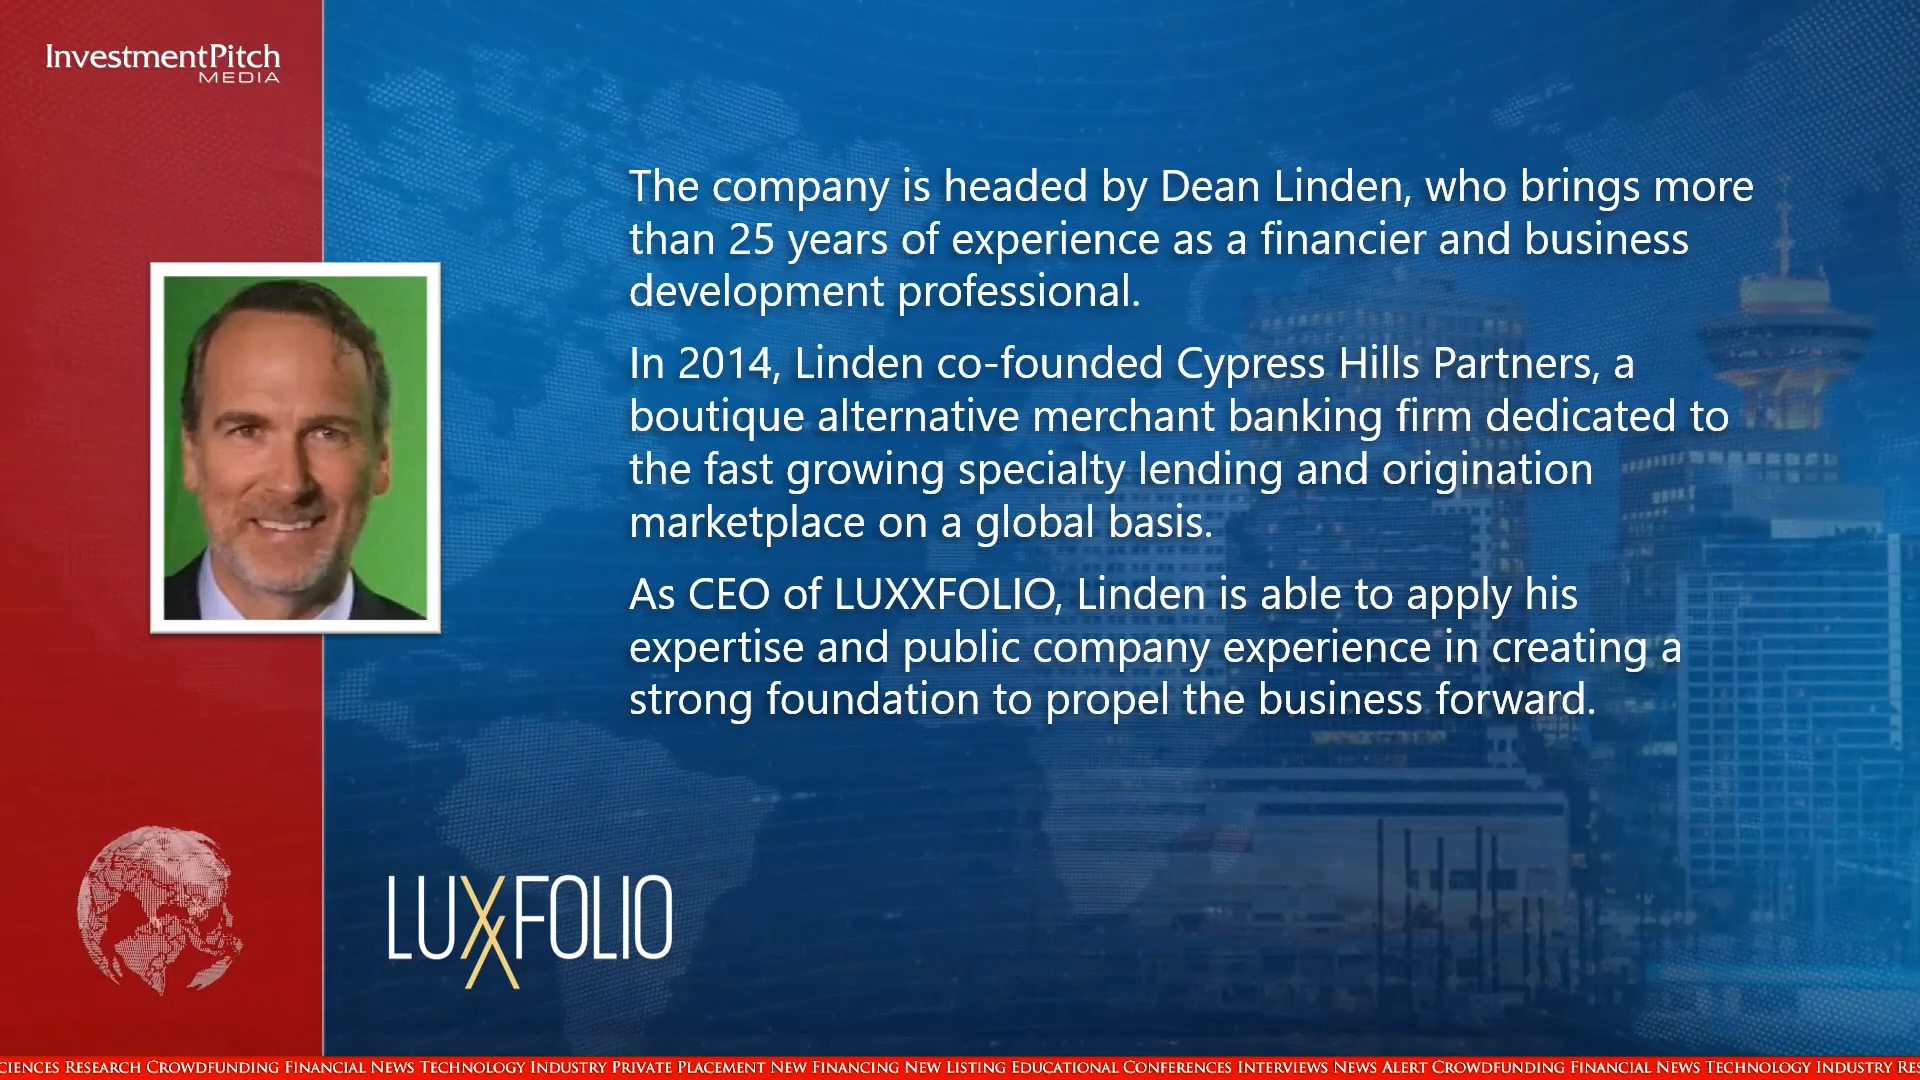 InvestmentPitch
MEDIA
The company is headed by Dean Linden, who brings more
than 25 years of experience as a financier and business
development professional.
In 2014, Linden co-founded Cypress Hills Partners, a
boutique alternative merchant banking firm dedicated to
the fast growing specialty lending and origination
marketplace on a global basis.
As CEO of LUXXFOLIO, Linden is able to apply his
expertise and public company experience in creating a
strong foundation to propel the business forward.
LUXXFOLIO
CIENCES RESEARCH CROWDFUNDING FINANCIAL NEWS TECHNOLOGY INDUSTRY PRIVATE PLACEMENT NEW FINANCING NEW LISTING EDUCATIONAL CONFERENCES INTERVIEWS NEWS ALERT CROWDFUNDING FINANCIAL NEWS TECHNOLOGY INDUSTRY RES